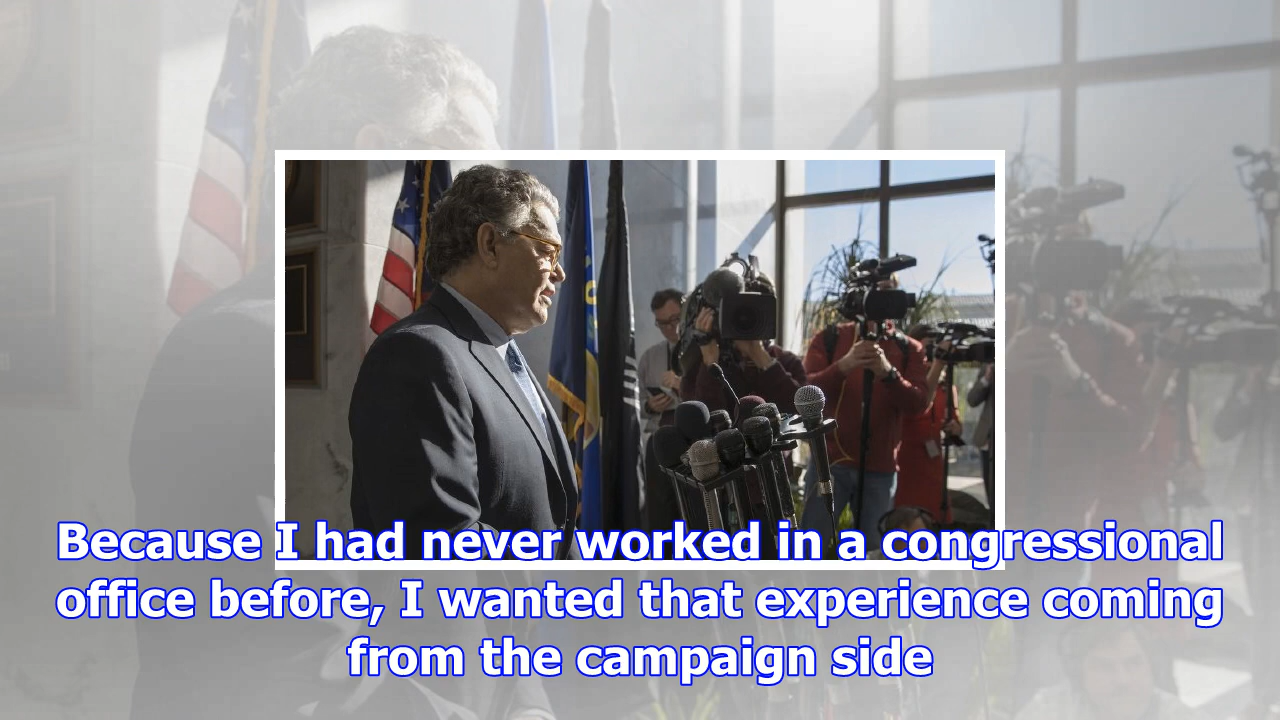 Because I had never worked in a congressional
office before, I wanted that experience coming
from the campaign side